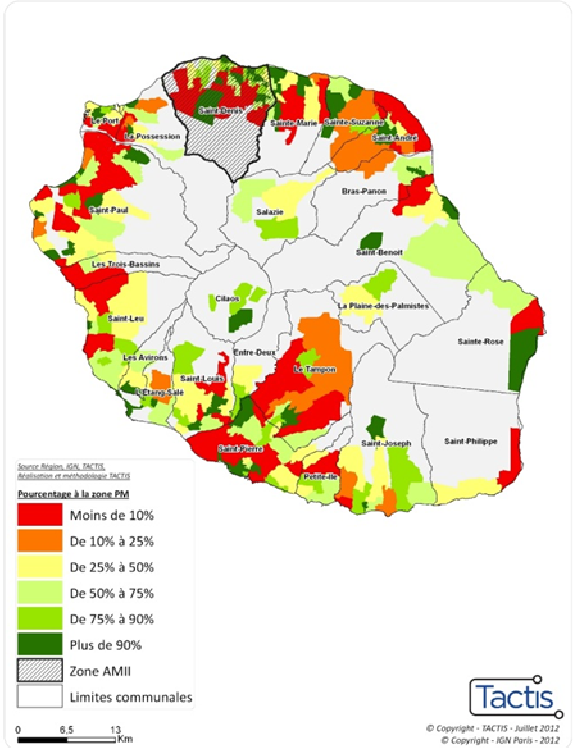 Saint-Denis
Le Port
Sainte-Marie
Sainte-Suzanne
La Possession
Saint-André
Bras-Panon
Saint-Paul
Salazie
Saint-Benoit
Les Trois-Bassins
Cilaos
La Plaine-des-Palmistes
Saint-Leu
Sainte-Rose
Les Avirons
Entre-Deux
Saint-Louis
Le Tampon
L'Etang-Salé
Saint-Joseph
Saint-Philippe
Saint-Pierre
Petite-Ile
Source Région, IGN, TACTIS,
Réalisation et méthodologie TACTIS
Pourcentage à la zone PM
Moins de 10%
De 10% à 25%
De 25% à 50%
De 50% à 75%
De 75% à 90%
Plus de 90%
Zone AMII
Limites communales
0 6,5 13
Km
Tactis
© Copyright - TACTIS - Juillet 2012
© Copyright - IGN Paris - 2012